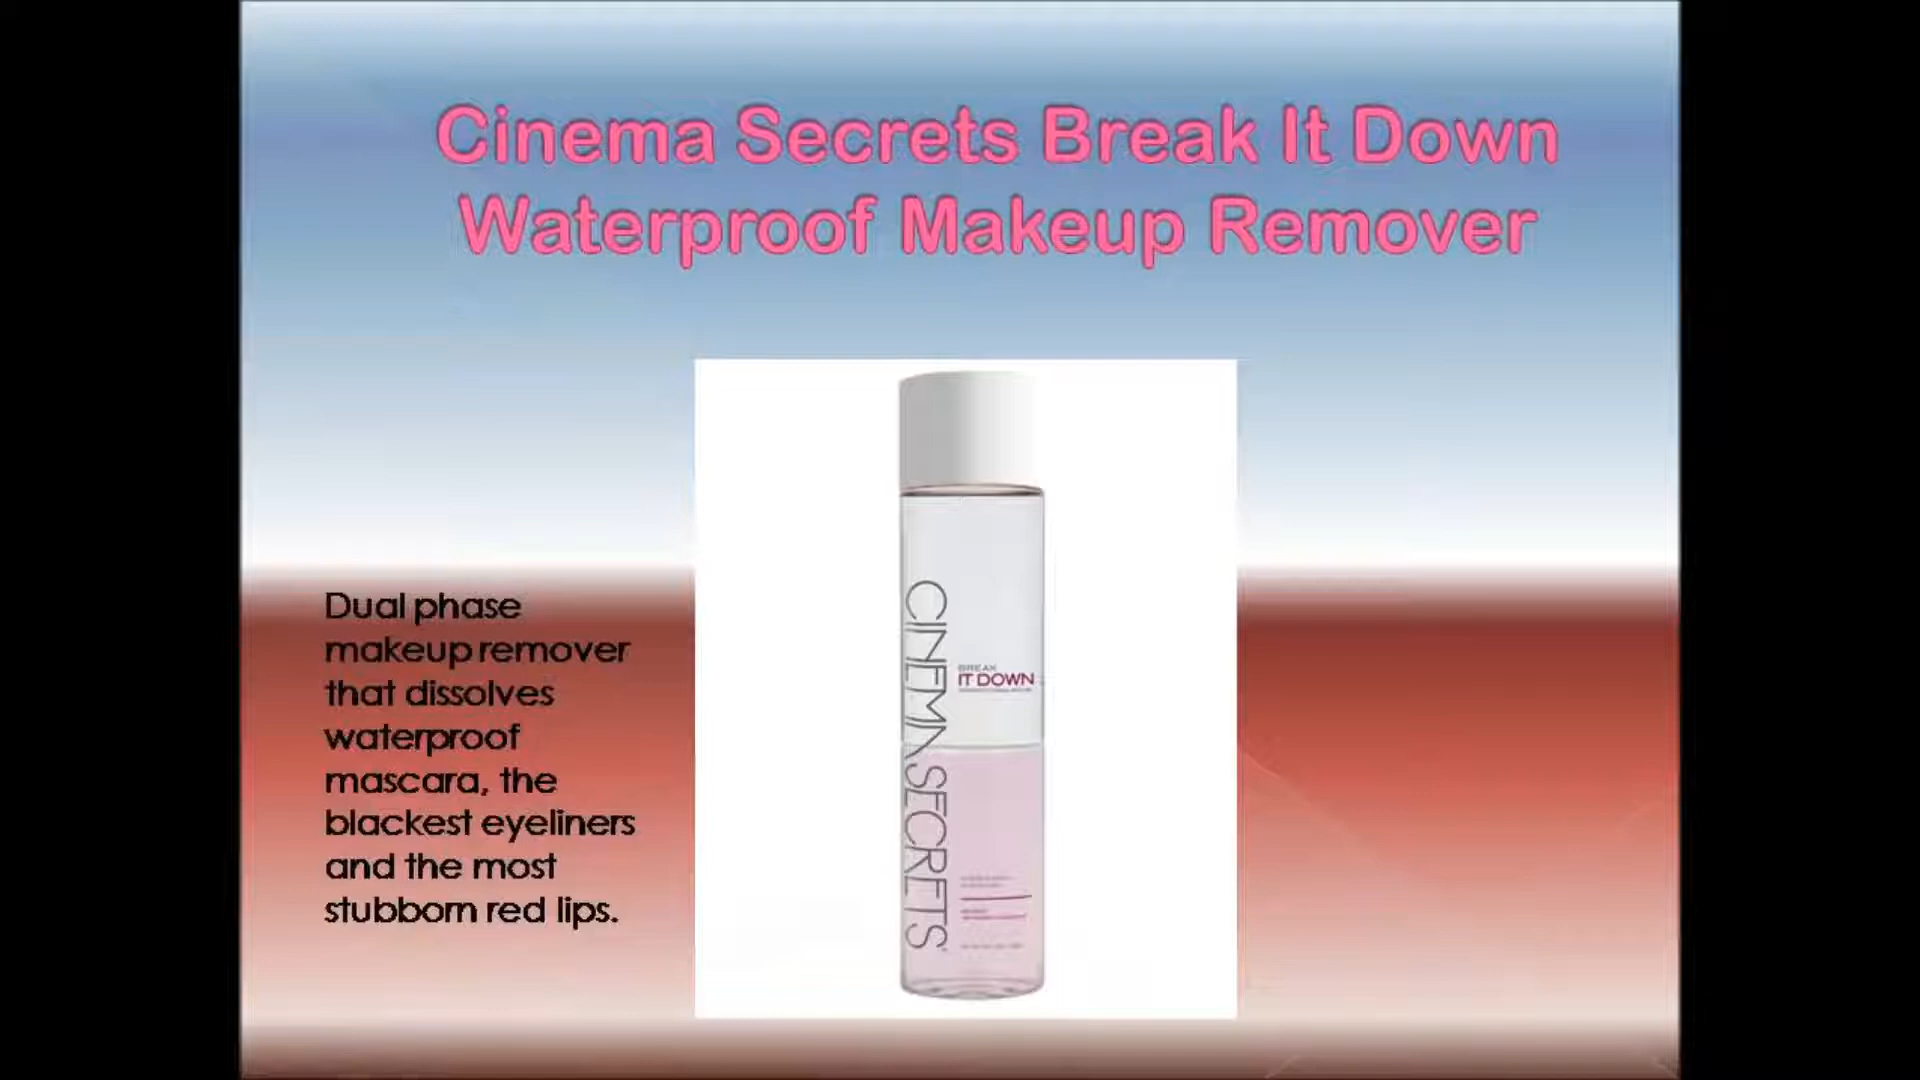 Cinema Secrets Break It Down
Waterproof Makeup Remover
Dual phase
makeup remover
that dissolves
waterproof
mascara, the
blackest eyeliners
and the most
stubborn red lips.
CINEMA SECRETS
BREAK
IT DOWN